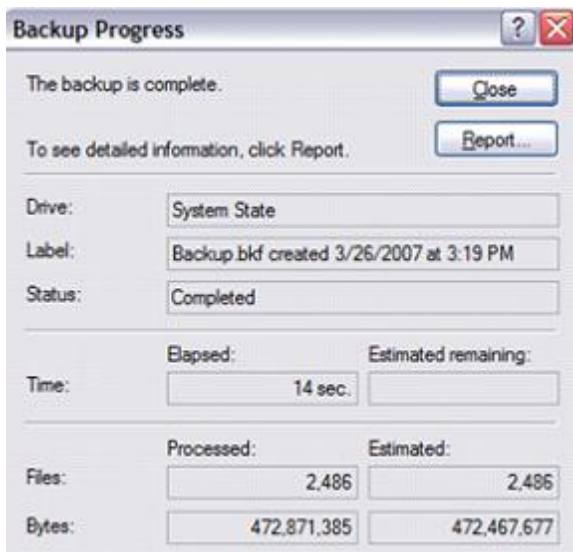 Backup Progress
The backup is complete.
Close
To see detailed information, click Report.
Report...
Drive: System State
Label: Backup.bkf created 3/26/2007 at 3:19 PM
Status: Completed
Elapsed: Estimated remaining:
Time: 14 sec.
Processed: Estimated:
Files: 2,486 2,486
Bytes: 472,871,385 472,467,677